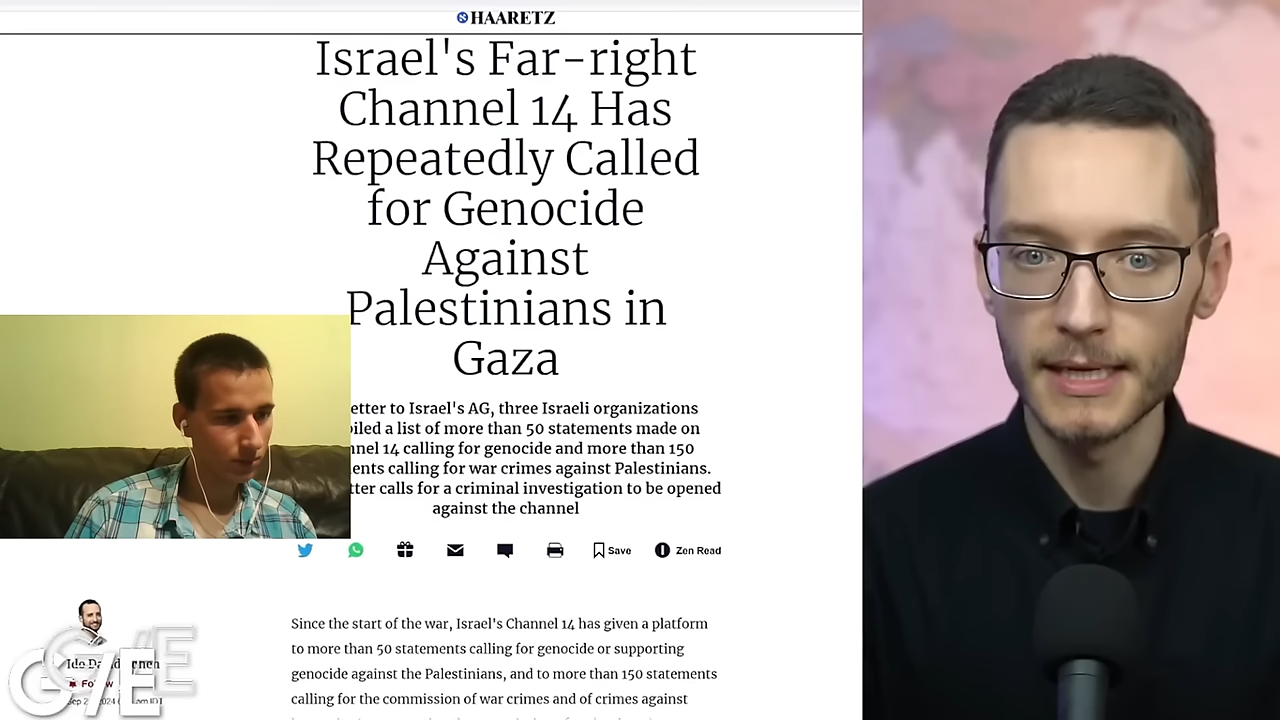 HAARETZ
Israel's Far-right
Channel 14 Has
Repeatedly Called
for Genocide
Against
Palestinians in
Gaza
etter to Israel's AG, three Israeli organizations
iled a list of more than 50 statements made on
nnel 14 calling for genocide and more than 150
ents calling for war crimes against Palestinians.
tter calls for a criminal investigation to be opened
against the channel
Save
Zen Read
Since the start of the war, Israel's Channel 14 has given a platform
to more than 50 statements calling for genocide or supporting
genocide against the Palestinians, and to more than 150 statements
calling for the commission of war crimes and of crimes against